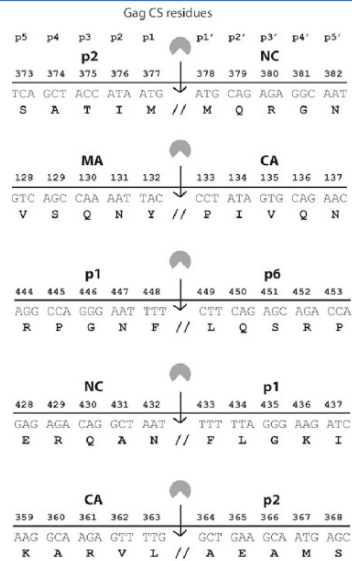 Gag CS residues
p5 p4 p3 p2 p1 p1' p2' p3' p4' p5'
p2 NC
373 374 375 376 377 378 379 380 381 382
TCA GCT ACC ATA ATG ATG CAG AGA GGC AAT
S A T I M // M Q R G N
MA CA
128 129 130 131 132 133 134 135 136 137
GTC AGC CAA AAT TAC CCT ATA GTG CAG AAC
V S Q N Y // P I V Q N
p1 p6
444 445 446 447 448 449 450 451 452 453
AGG CCA GGG AAT TTT CTT CAG AGC AGA CCA
R P G N F // L Q S R P
NC p1
428 429 430 431 432 433 434 435 436 437
GAG AGA CAG GCT AAT TTT TTA GGG AAG ATC
E R Q A N // F L G K I
CA p2
359 360 361 362 363 364 365 366 367 368
AAG GCA AGA GTT TTG GCT GAA GCA ATG AGC
K A R V L // A E A M S